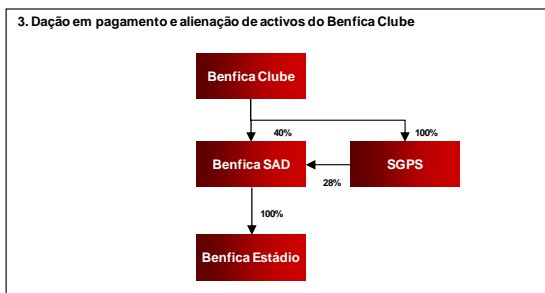 3. Dação em pagamento e alienação de activos do Benfica Clube
Benfica Clube
40%
100%
Benfica SAD
SGPS
28%
100%
Benfica Estádio